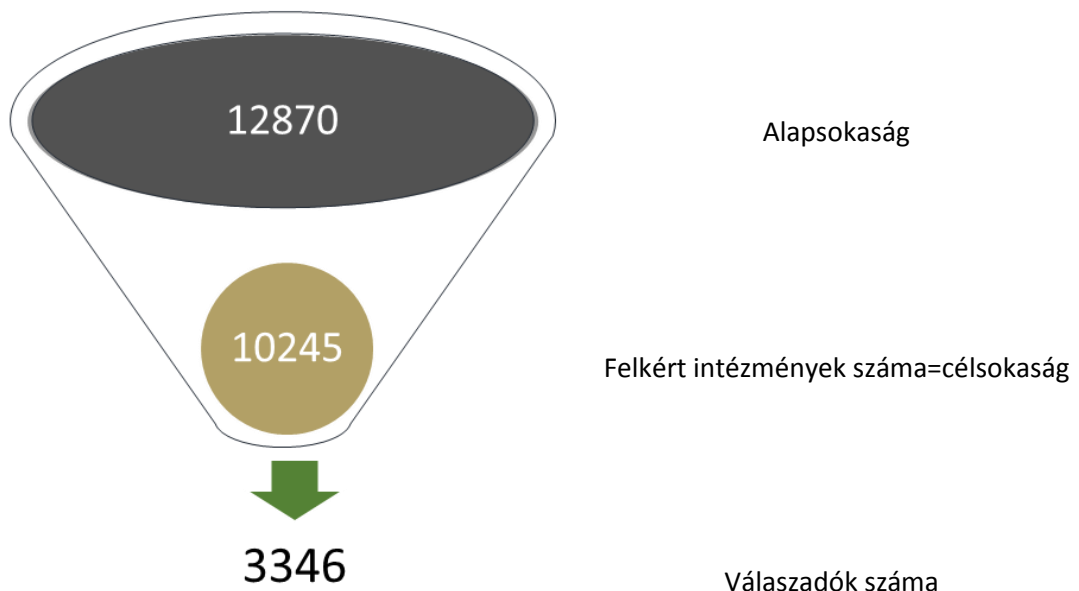 12870
Alapsokaság
10245
Felkért intézmények száma=célsokaság
3346
Válaszadók száma